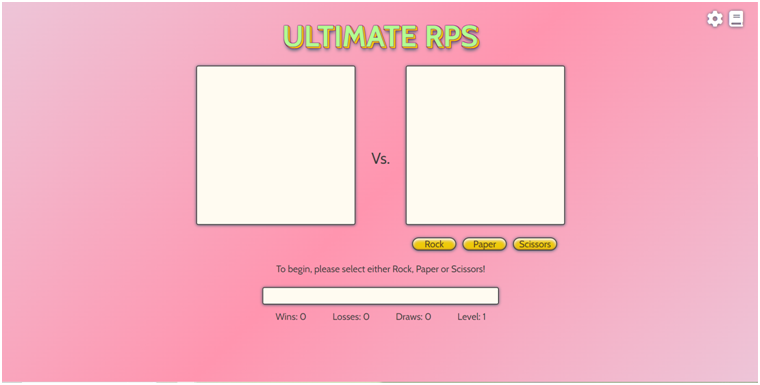 ULTIMATE RPS
Vs.
Rock Paper Scissors
To begin, please select either Rock, Paper or Scissors!
Wins: 0 Losses: 0 Draws: 0 Level: 1